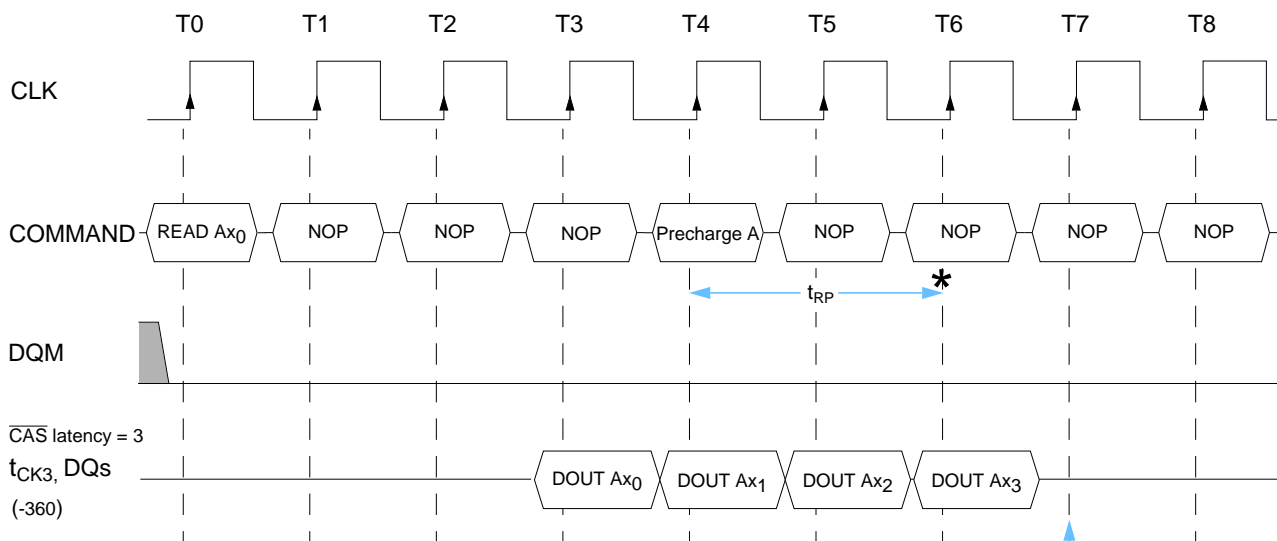 T0 T1 T2 T3 T4 T5 T6 T7 T8
CLK
COMMAND READ Ax0 NOP NOP NOP Precharge A NOP NOP NOP NOP
tRP *
DQM
CAS latency = 3
tCK3, DQs DOUT Ax0 DOUT Ax1 DOUT Ax2 DOUT Ax3
(-360)